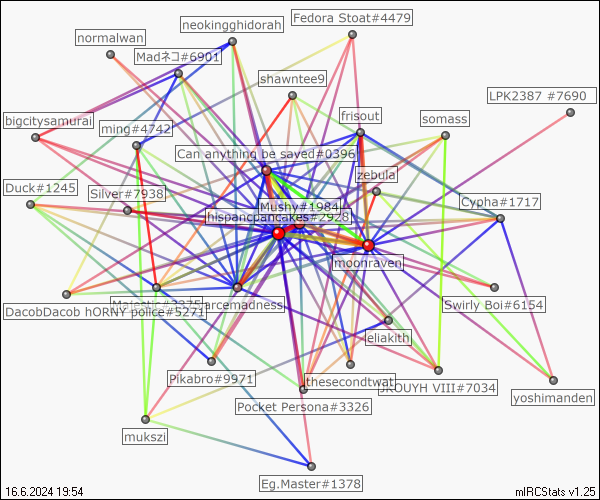 Fedora Stoat#4479
neokingghidorah
normalwan
Madネコ#6901
shawntee9
LPK2387 #7690
bigcitysamurai
ming#4742
frisout
somass
Can anything be saved#0396
zebula
Duck#1245
Silver#7938
Mushy#1984
Cypha#1717
hispancpancakes#2928
moonraven
Swirly Boi#6154
arcemadness
DacobDacob hORNY police#5271
eliakith
Pikabro#9971
thesecondtwat
JKOUYH VIII#7034
yoshimanden
Pocket Persona#3326
mukszi
Eg.Master#1378
16.6.2024 19:54
mIRCStats v1.25